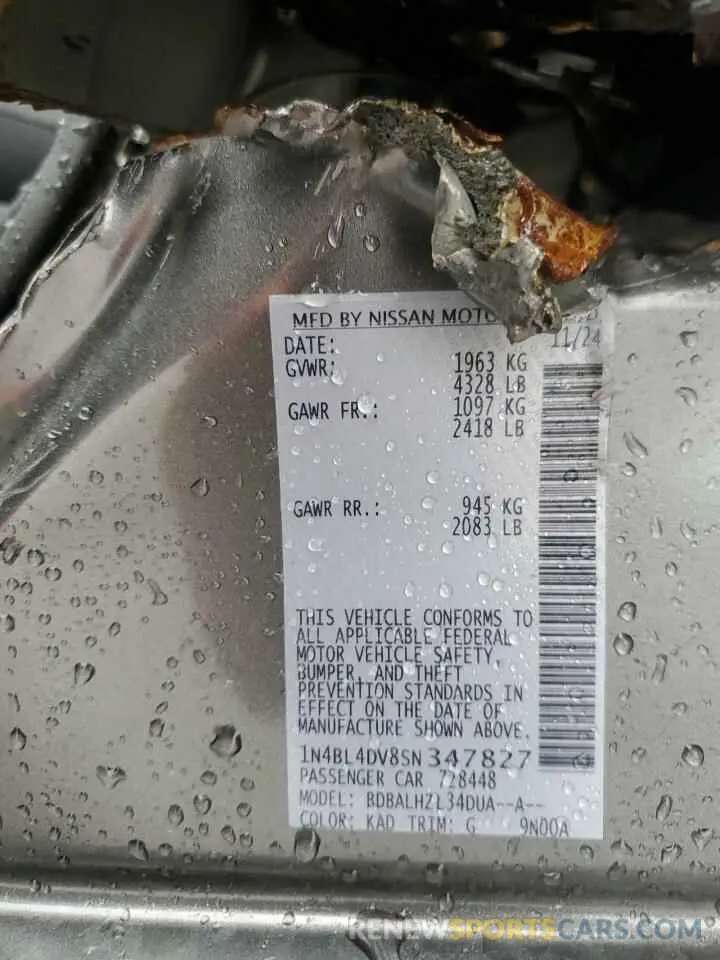 MFD BY NISSAN MOTO
DATE: 11/24
GVWR: 1963 KG
4328 LB
GAWR FR.: 1097 KG
2418 LB
GAWR RR.: 945 KG
2083 LB
THIS VEHICLE CONFORMS TO
ALL APPLICABLE FEDERAL
MOTOR VEHICLE SAFETY,
BUMPER, AND THEFT
PREVENTION STANDARDS IN
EFFECT ON THE DATE OF
MANUFACTURE SHOWN ABOVE.
1N4BL4DV8SN347827
PASSENGER CAR 728448
MODEL: BDBALHZL34DUA--A--
COLOR: KAD TRIM: G 9N00A
RENEWSPORTSCARS.COM